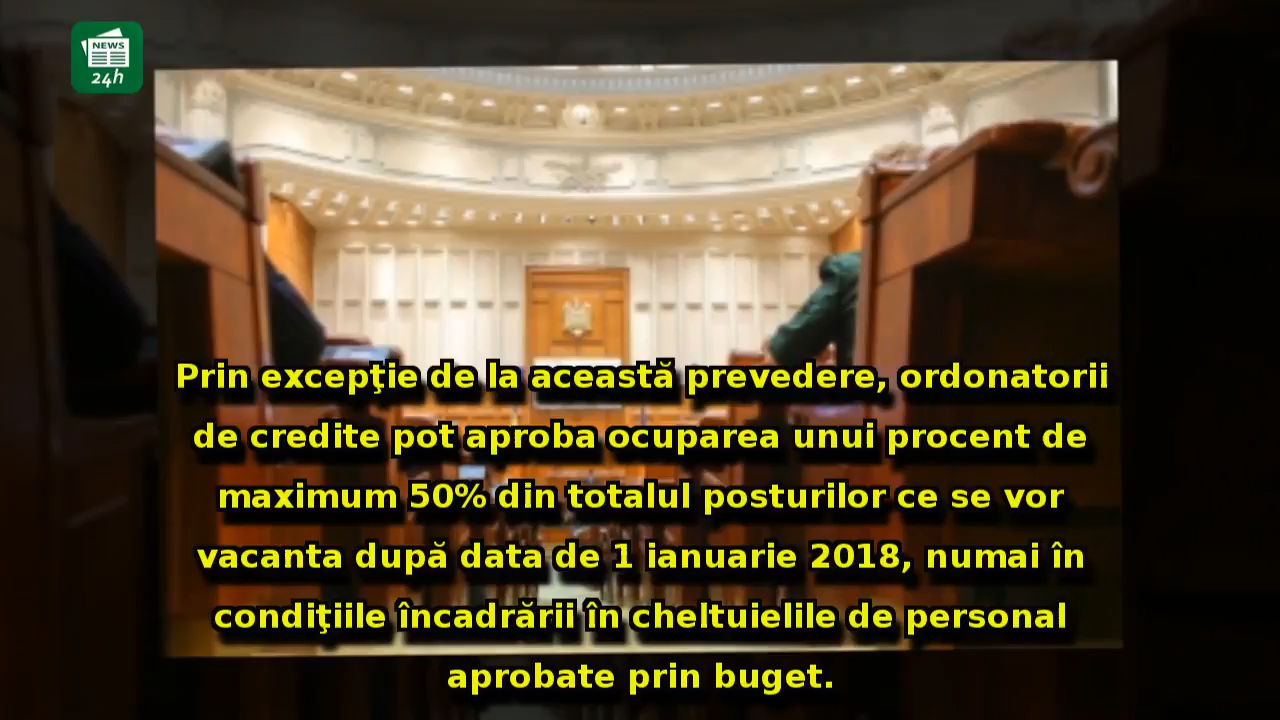 NEWS
24h
Prin excepţie de la această prevedere, ordonatorii
de credite pot aproba ocuparea unui procent de
maximum 50% din totalul posturilor ce se vor
vacanta după data de 1 ianuarie 2018, numai în
condiţiile încadrării în cheltuielile de personal
aprobate prin buget.